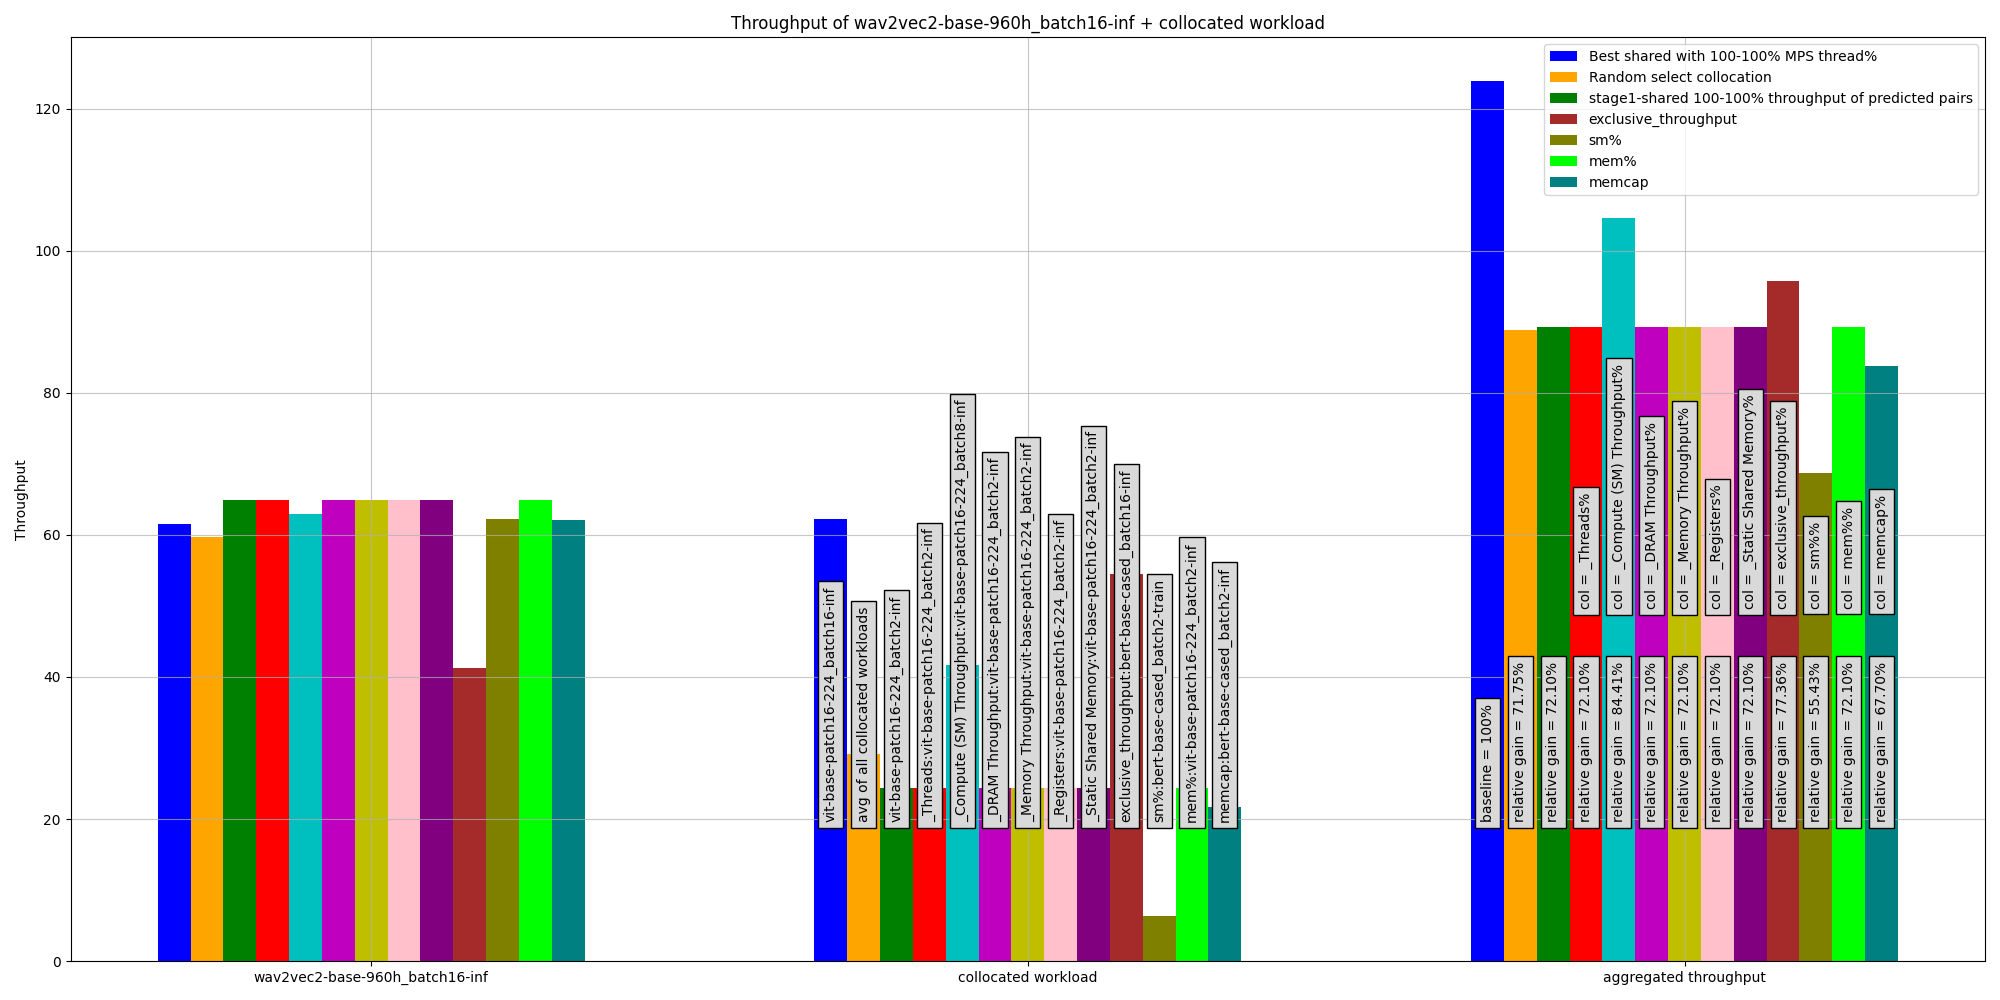 Throughput of wav2vec2-base-960h_batch16-inf + collocated workload
Best shared with 100-100% MPS thread%
Random select collocation
stage1-shared 100-100% throughput of predicted pairs
exclusive_throughput
sm%
mem%
memcap
Throughput
120
100
80
60
40
20
0
vit-base-patch16-224_batch16-inf
avg of all collocated workloads
vit-base-patch16-224_batch2-inf
_Threads:vit-base-patch16-224_batch2-inf
_Compute (SM) Throughput:vit-base-patch16-224_batch8-inf
_DRAM Throughput:vit-base-patch16-224_batch2-inf
_Memory Throughput:vit-base-patch16-224_batch2-inf
_Registers:vit-base-patch16-224_batch2-inf
_Static Shared Memory:vit-base-patch16-224_batch2-inf
exclusive_throughput:bert-base-cased_batch16-inf
sm%:bert-base-cased_batch2-train
mem%:vit-base-patch16-224_batch2-inf
memcap:bert-base-cased_batch2-inf
col = _Threads%
col = _Compute (SM) Throughput%
col = _DRAM Throughput%
col = _Memory Throughput%
col = _Registers%
col = _Static Shared Memory%
col = exclusive_throughput%
col = sm%%
col = mem%%
col = memcap%
baseline = 100%
relative gain = 71.75%
relative gain = 72.10%
relative gain = 72.10%
relative gain = 84.41%
relative gain = 72.10%
relative gain = 72.10%
relative gain = 72.10%
relative gain = 72.10%
relative gain = 77.36%
relative gain = 55.43%
relative gain = 72.10%
relative gain = 67.70%
wav2vec2-base-960h_batch16-inf
collocated workload
aggregated throughput